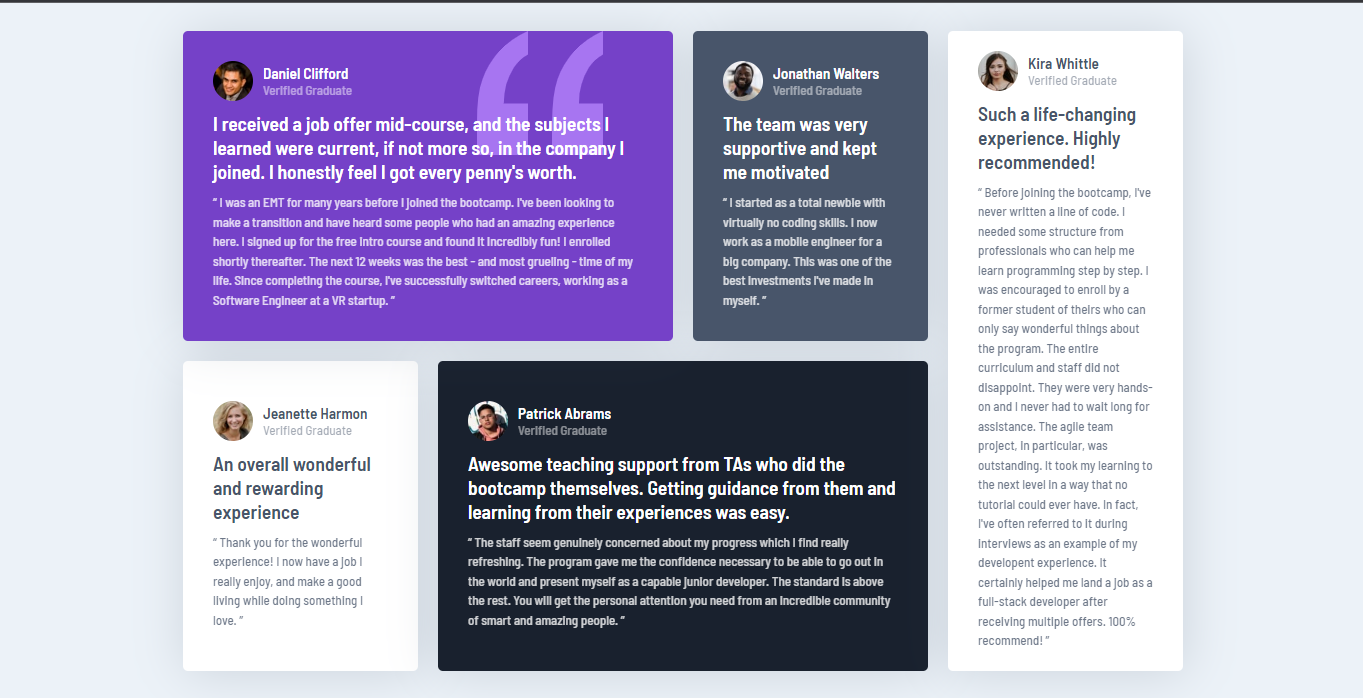 Daniel Clifford
Verified Graduate
I received a job offer mid-course, and the subjects I
learned were current, if not more so, in the company I
joined. I honestly feel I got every penny's worth.
“ I was an EMT for many years before I joined the bootcamp. I've been looking to
make a transition and have heard some people who had an amazing experience
here. I signed up for the free intro course and found it incredibly fun! I enrolled
shortly thereafter. The next 12 weeks was the best - and most grueling - time of my
life. Since completing the course, I've successfully switched careers, working as a
Software Engineer at a VR startup. ”
Jonathan Walters
Verified Graduate
The team was very
supportive and kept
me motivated
“ I started as a total newbie with
virtually no coding skills. I now
work as a mobile engineer for a
big company. This was one of the
best investments I've made in
myself. ”
Kira Whittle
Verified Graduate
Such a life-changing
experience. Highly
recommended!
“ Before joining the bootcamp, I've
never written a line of code. I
needed some structure from
professionals who can help me
learn programming step by step. I
was encouraged to enroll by a
former student of theirs who can
only say wonderful things about
the program. The entire
curriculum and staff did not
disappoint. They were very hands-
on and I never had to wait long for
assistance. The agile team
project, in particular, was
outstanding. It took my learning to
the next level in a way that no
tutorial could ever have. In fact,
I've often referred to it during
interviews as an example of my
developent experience. It
certainly helped me land a job as a
full-stack developer after
receiving multiple offers. 100%
recommend! ”
Jeanette Harmon
Verified Graduate
An overall wonderful
and rewarding
experience
“ Thank you for the wonderful
experience! I now have a job I
really enjoy, and make a good
living while doing something I
love. ”
Patrick Abrams
Verified Graduate
Awesome teaching support from TAs who did the
bootcamp themselves. Getting guidance from them and
learning from their experiences was easy.
“ The staff seem genuinely concerned about my progress which I find really
refreshing. The program gave me the confidence necessary to be able to go out in
the world and present myself as a capable junior developer. The standard is above
the rest. You will get the personal attention you need from an incredible community
of smart and amazing people. ”